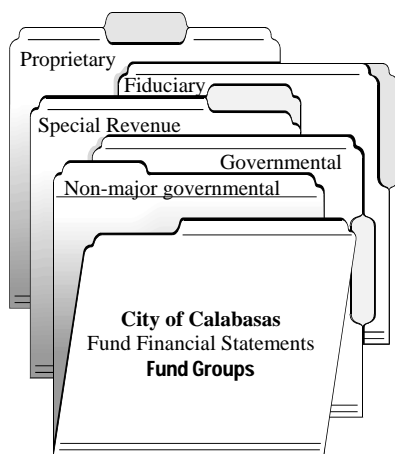 Proprietary
Fiduciary
Special Revenue
Governmental
Non-major governmental
City of Calabasas
Fund Financial Statements
Fund Groups